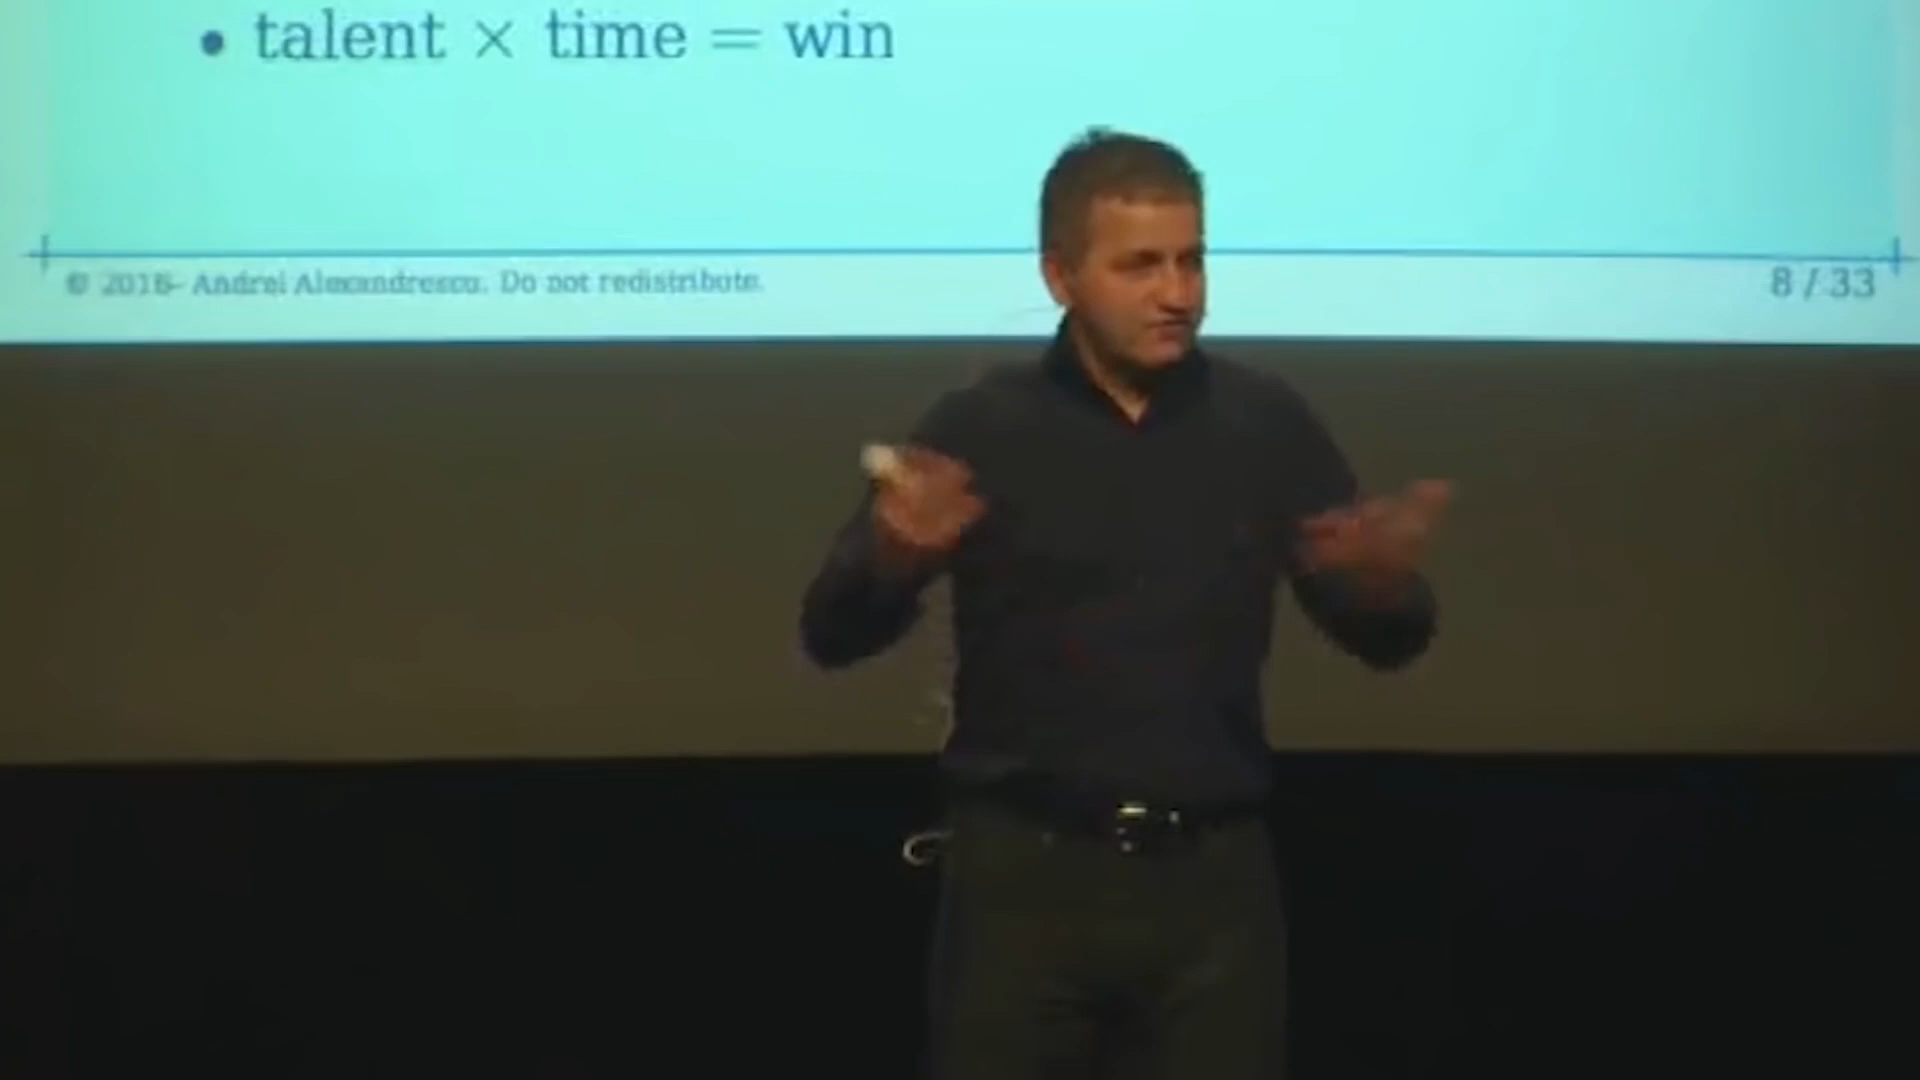 • talent × time = win
© 2016- Andrei Alexandrescu. Do not redistribute.
8 / 33